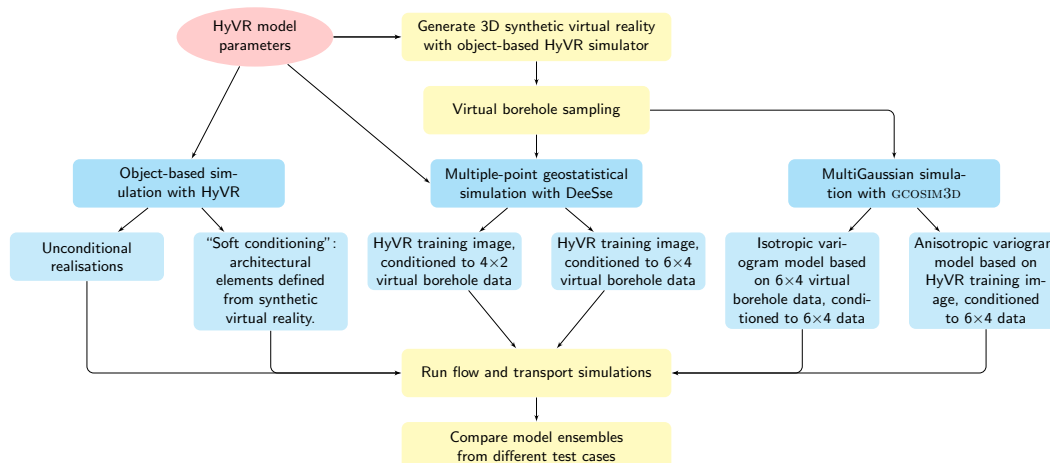 HyVR model
parameters
Generate 3D synthetic virtual reality
with object-based HyVR simulator
Virtual borehole sampling
Object-based sim-
ulation with HyVR
Multiple-point geostatistical
simulation with DeeSse
MultiGaussian simula-
tion with GCOSIM3D
Unconditional
realisations
“Soft conditioning”:
architectural
elements defined
from synthetic
virtual reality.
HyVR training image,
conditioned to 4×2
virtual borehole data
HyVR training image,
conditioned to 6×4
virtual borehole data
Isotropic vari-
ogram model based
on 6×4 virtual
borehole data, condi-
tioned to 6×4 data
Anisotropic variogram
model based on
HyVR training im-
age, conditioned
to 6×4 data
Run flow and transport simulations
Compare model ensembles
from different test cases